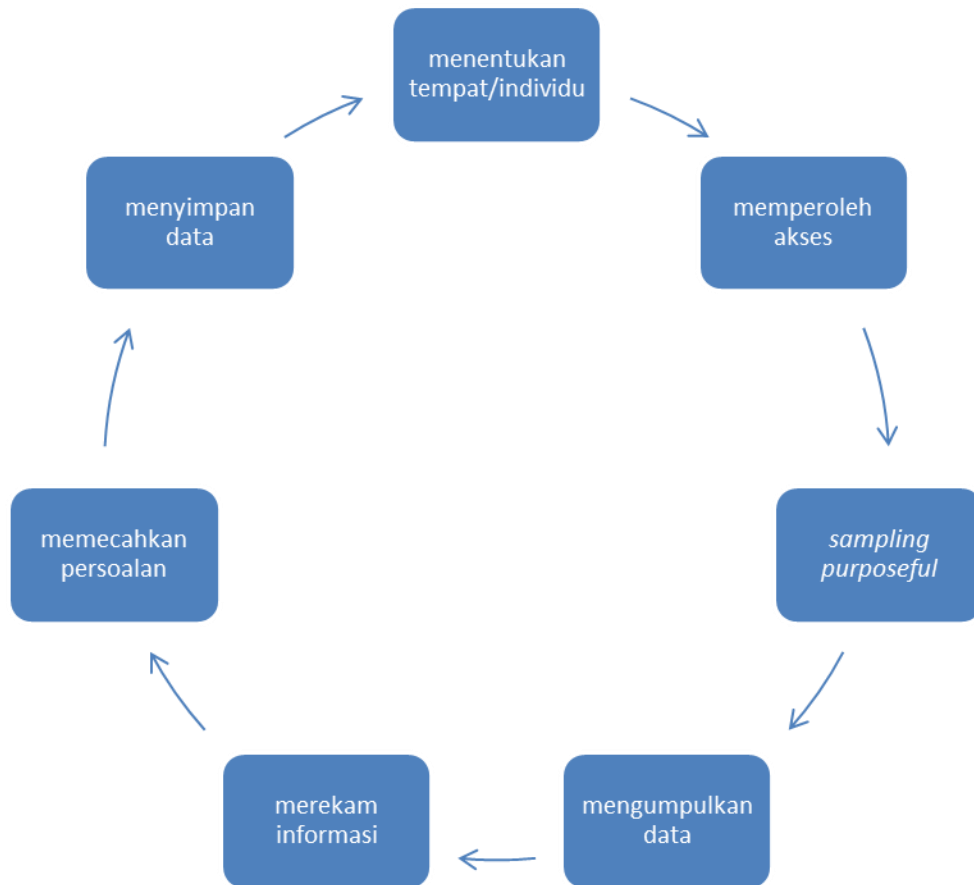 menentukan
tempat/individu
memperoleh
akses
sampling
purposeful
mengumpulkan
data
merekam
informasi
memecahkan
persoalan
menyimpan
data